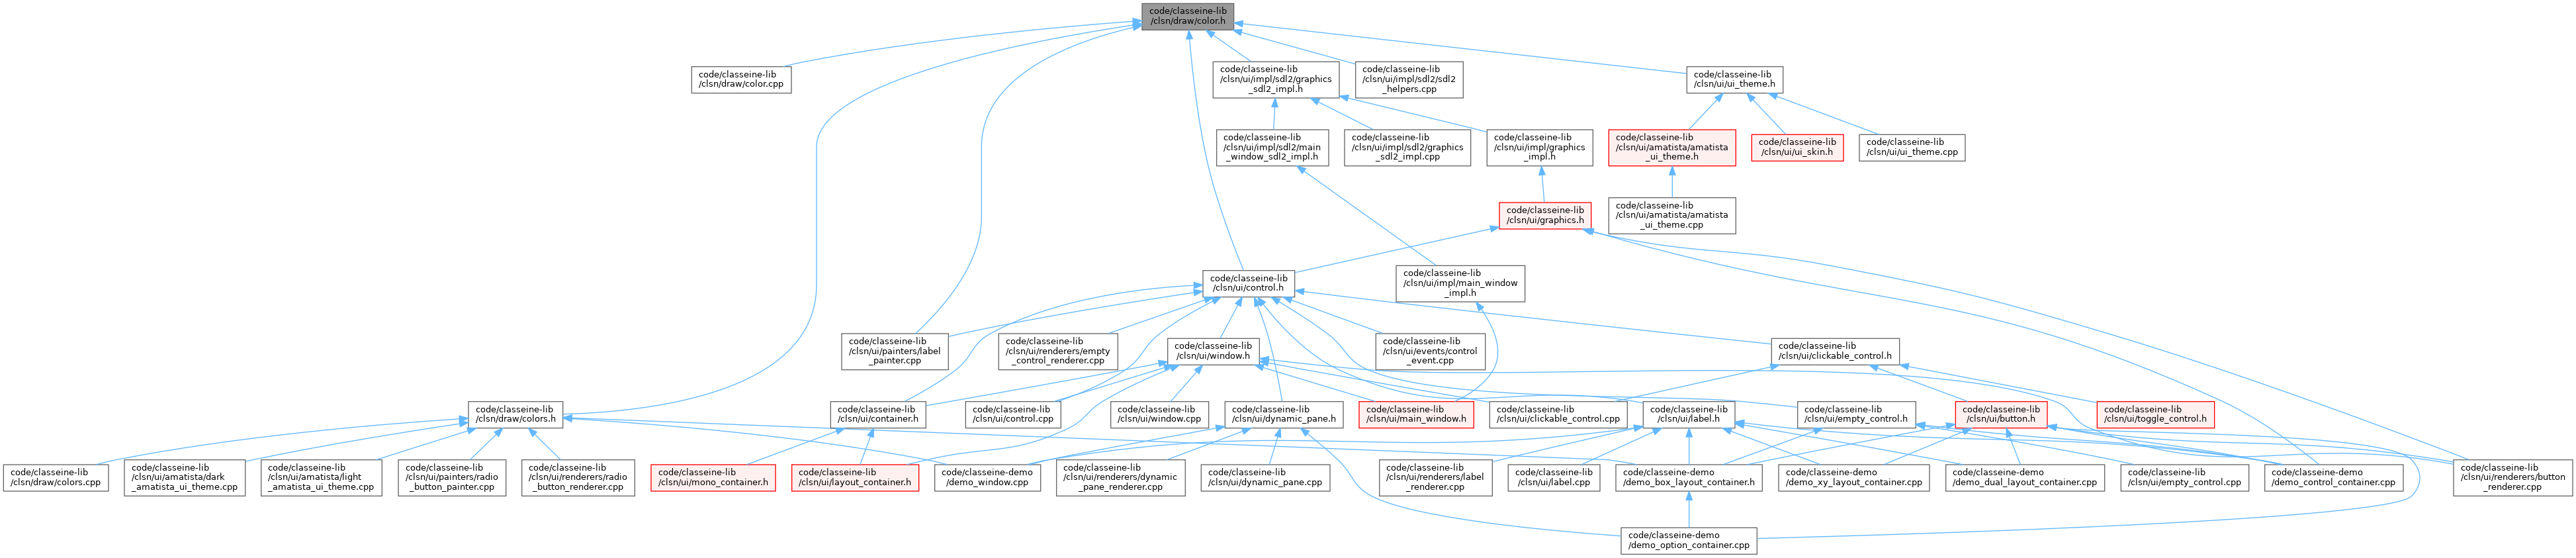 code/classeine-lib
/clsn/draw/color.h
code/classeine-lib
/clsn/draw/color.cpp
code/classeine-lib
/clsn/ui/impl/sdl2/graphics
_sdl2_impl.h
code/classeine-lib
/clsn/ui/impl/sdl2/sdl2
_helpers.cpp
code/classeine-lib
/clsn/ui/ui_theme.h
code/classeine-lib
/clsn/ui/impl/sdl2/main
_window_sdl2_impl.h
code/classeine-lib
/clsn/ui/impl/sdl2/graphics
_sdl2_impl.cpp
code/classeine-lib
/clsn/ui/impl/graphics
_impl.h
code/classeine-lib
/clsn/ui/amatista/amatista
_ui_theme.h
code/classeine-lib
/clsn/ui/ui_skin.h
code/classeine-lib
/clsn/ui/ui_theme.cpp
code/classeine-lib
/clsn/ui/graphics.h
code/classeine-lib
/clsn/ui/amatista/amatista
_ui_theme.cpp
code/classeine-lib
/clsn/ui/control.h
code/classeine-lib
/clsn/ui/impl/main_window
_impl.h
code/classeine-lib
/clsn/ui/painters/label
_painter.cpp
code/classeine-lib
/clsn/ui/renderers/empty
_control_renderer.cpp
code/classeine-lib
/clsn/ui/window.h
code/classeine-lib
/clsn/ui/events/control
_event.cpp
code/classeine-lib
/clsn/ui/clickable_control.h
code/classeine-lib
/clsn/draw/colors.h
code/classeine-lib
/clsn/ui/container.h
code/classeine-lib
/clsn/ui/control.cpp
code/classeine-lib
/clsn/ui/window.cpp
code/classeine-lib
/clsn/ui/dynamic_pane.h
code/classeine-lib
/clsn/ui/main_window.h
code/classeine-lib
/clsn/ui/clickable_control.cpp
code/classeine-lib
/clsn/ui/label.h
code/classeine-lib
/clsn/ui/empty_control.h
code/classeine-lib
/clsn/ui/button.h
code/classeine-lib
/clsn/ui/toggle_control.h
code/classeine-lib
/clsn/draw/colors.cpp
code/classeine-lib
/clsn/ui/amatista/dark
_amatista_ui_theme.cpp
code/classeine-lib
/clsn/ui/amatista/light
_amatista_ui_theme.cpp
code/classeine-lib
/clsn/ui/painters/radio
_button_painter.cpp
code/classeine-lib
/clsn/ui/renderers/radio
_button_renderer.cpp
code/classeine-lib
/clsn/ui/mono_container.h
code/classeine-lib
/clsn/ui/layout_container.h
code/classeine-demo
/demo_window.cpp
code/classeine-lib
/clsn/ui/renderers/dynamic
_pane_renderer.cpp
code/classeine-lib
/clsn/ui/dynamic_pane.cpp
code/classeine-lib
/clsn/ui/renderers/label
_renderer.cpp
code/classeine-lib
/clsn/ui/label.cpp
code/classeine-demo
/demo_box_layout_container.h
code/classeine-demo
/demo_xy_layout_container.cpp
code/classeine-demo
/demo_dual_layout_container.cpp
code/classeine-lib
/clsn/ui/empty_control.cpp
code/classeine-demo
/demo_control_container.cpp
code/classeine-lib
/clsn/ui/renderers/button
_renderer.cpp
code/classeine-demo
/demo_option_container.cpp